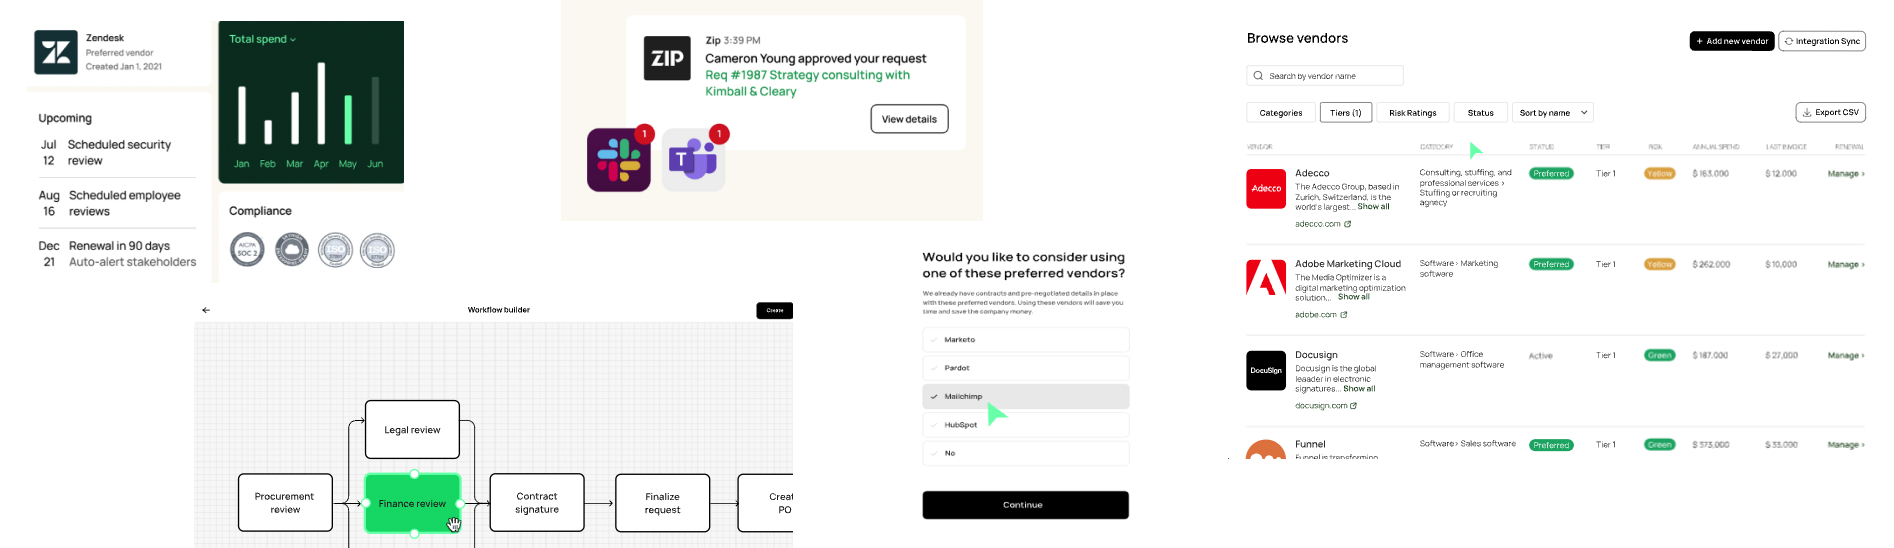 Zendesk
Preferred vendor
Created Jan 1, 2021
Upcoming
Jul 12 Scheduled security review
Aug 16 Scheduled employee reviews
Dec 21 Renewal in 90 days
Auto-alert stakeholders
Total spend
Jan Feb Mar Apr May Jun
Compliance
AICPA
SOC 2
ISO
ISO
ZIP
Zip 3:39 PM
Cameron Young approved your request
Req #1987 Strategy consulting with
Kimball & Cleary
View details
1
1
T
Workflow builder
Create
Legal review
Procurement
review
Finance review
Contract
signature
Finalize
request
Creat
PO
Would you like to consider using
one of these preferred vendors?
We already have contracts and pre-negotiated details in place
with these preferred vendors. Using these vendors will save you
time and save the company money.
Marketo
Pardot
Mailchimp
HubSpot
No
Continue
Browse vendors
+ Add new vendor
Integration Sync
Search by vendor name
Categories
Tiers (1)
Risk Ratings
Status
Sort by name
Export CSV
VENDOR CATEGORY STATUS TIER RISK ANNUAL SPEND LAST INVOICE RENEWAL
Adecco
Adecco
The Adecco Group, based in
Zurich, Switzerland, is the
world's largest... Show all
adecco.com
Consulting, stuffing, and
professional services ›
Stuffing or recruiting
agnecy
Preferred
Tier 1
Yellow
$ 163,000
$ 12,000
Manage ›
Adobe Marketing Cloud
The Media Optimizer is a
digital marketing optimization
solution... Show all
adobe.com
Software › Marketing
software
Preferred
Tier 1
Yellow
$ 262,000
$ 10,000
Manage ›
DocuSign
Docusign
Docusign is the global
leaader in electronic
signatures... Show all
docusign.com
Software › Office
management software
Active
Tier 1
Green
$ 187,000
$ 27,000
Manage ›
Funnel
Funnel is transforming
Software › Sales software
Preferred
Tier 1
Green
$ 573,000
$ 33,000
Manage ›